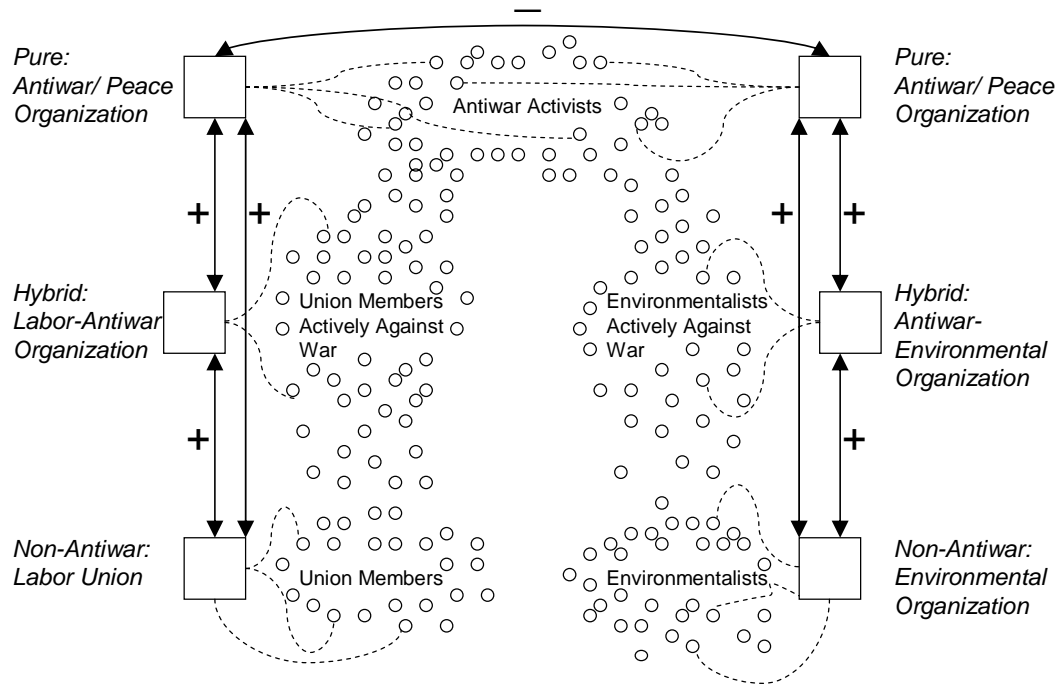 —
Pure:
Antiwar/ Peace
Organization
Pure:
Antiwar/ Peace
Organization
Antiwar Activists
+
+
+
+
Hybrid:
Labor-Antiwar
Organization
Union Members
Actively Against
War
Environmentalists
Actively Against
War
Hybrid:
Antiwar-
Environmental
Organization
+
+
Non-Antiwar:
Labor Union
Union Members
Environmentalists
Non-Antiwar:
Environmental
Organization